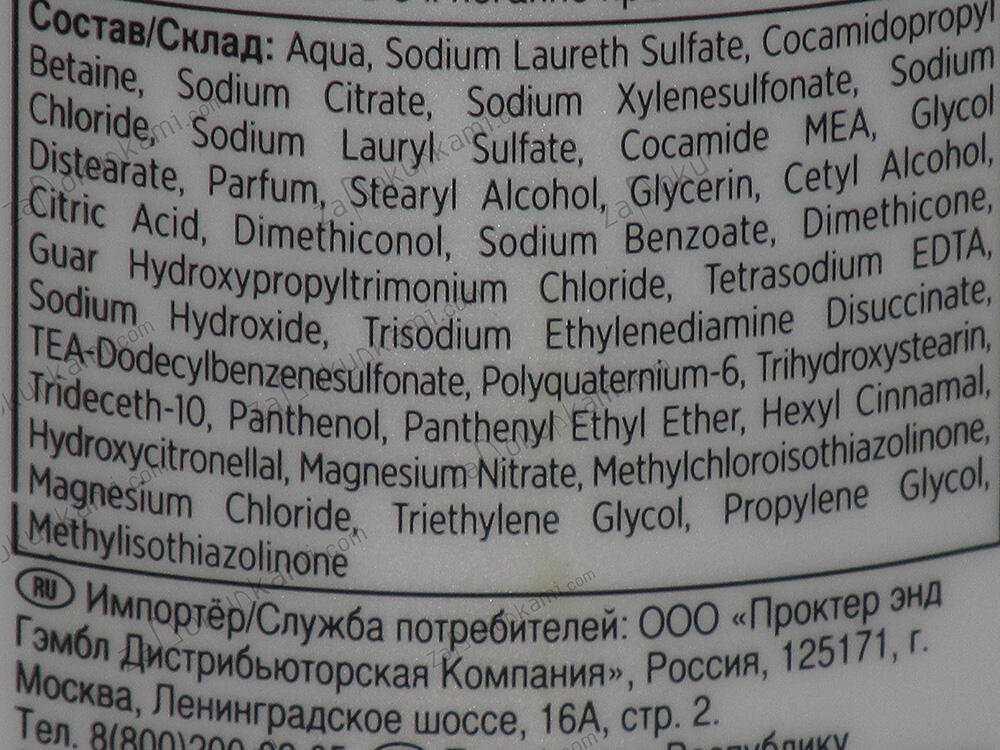 Состав/Склад: Aqua, Sodium Laureth Sulfate, Cocamidopropyl
Betaine, Sodium Citrate, Sodium Xylenesulfonate, Sodium
Chloride, Sodium Lauryl Sulfate, Cocamide MEA, Glycol
Distearate, Parfum, Stearyl Alcohol, Glycerin, Cetyl Alcohol,
Citric Acid, Dimethiconol, Sodium Benzoate, Dimethicone,
Guar Hydroxypropyltrimonium Chloride, Tetrasodium EDTA,
Sodium Hydroxide, Trisodium Ethylenediamine Disuccinate,
TEA-Dodecylbenzenesulfonate, Polyquaternium-6, Trihydroxystearin,
Trideceth-10, Panthenol, Panthenyl Ethyl Ether, Hexyl Cinnamal,
Hydroxycitronellal, Magnesium Nitrate, Methylchloroisothiazolinone,
Magnesium Chloride, Triethylene Glycol, Propylene Glycol,
Methylisothiazolinone
RU Импортёр/Служба потребителей: ООО «Проктер энд
Гэмбл Дистрибьюторская Компания», Россия, 125171, г.
Москва, Ленинградское шоссе, 16А, стр. 2.
Тел.